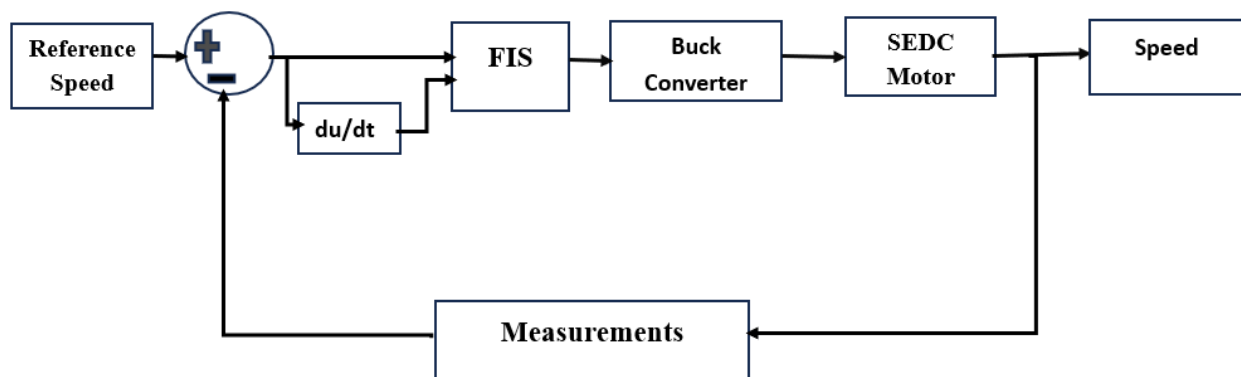 Reference
Speed
+
−
FIS
du/dt
Buck
Converter
SEDC
Motor
Speed
Measurements